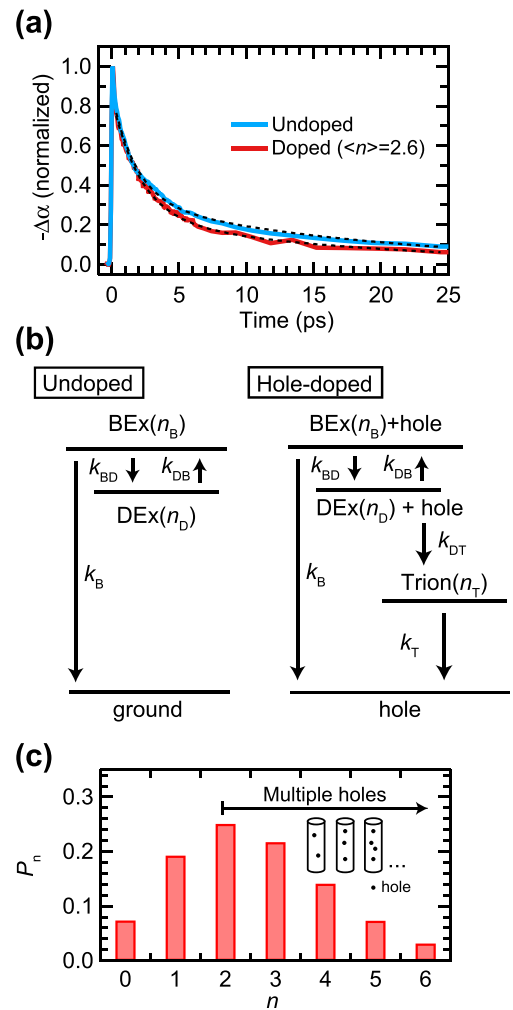 (a)
1.0
0.8
0.6
0.4
0.2
0.0
-Δα (normalized)
Undoped
Doped (<n>=2.6)
0 5 10 15 20 25
Time (ps)
(b)
Undoped Hole-doped
BEx(nB) BEx(nB)+hole
kBD kDB kBD kDB
DEx(nD) DEx(nD) + hole
kDT
kB kB Trion(nT)
kT
ground hole
(c)
0.3
0.2
0.1
0.0
Pn
Multiple holes
...
• hole
0 1 2 3 4 5 6
n